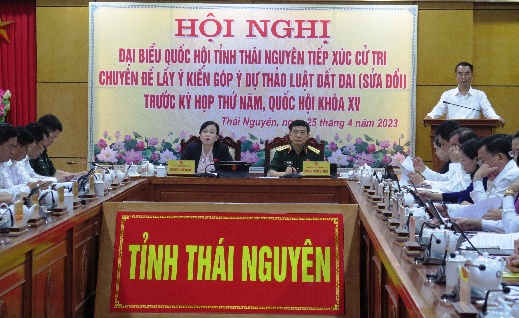 HỘI NGHỊ
ĐẠI BIỂU QUỐC HỘI TỈNH THÁI NGUYÊN TIẾP XÚC CỬ TRI
CHUYÊN ĐỀ LẤY Ý KIẾN GÓP Ý DỰ THẢO LUẬT ĐẤT ĐAI (SỬA ĐỔI)
TRƯỚC KỲ HỌP THỨ NĂM, QUỐC HỘI KHÓA XV
Thái Nguyên, ngày 25 tháng 4 năm 2023
TỈNH THÁI NGUYÊN